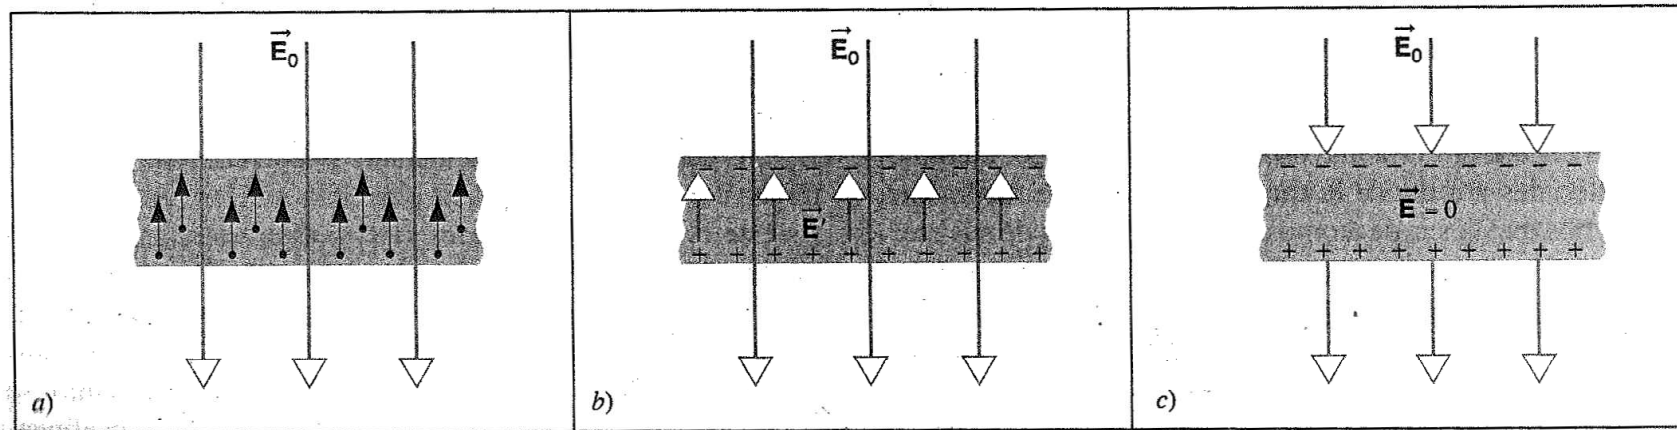 E⃗₀
a)
E⃗₀
– – – – – – – – –
E⃗′
+ + + + + + + + + +
b)
E⃗₀
– – – – – – – – –
E⃗ = 0
+ + + + + + + + +
c)